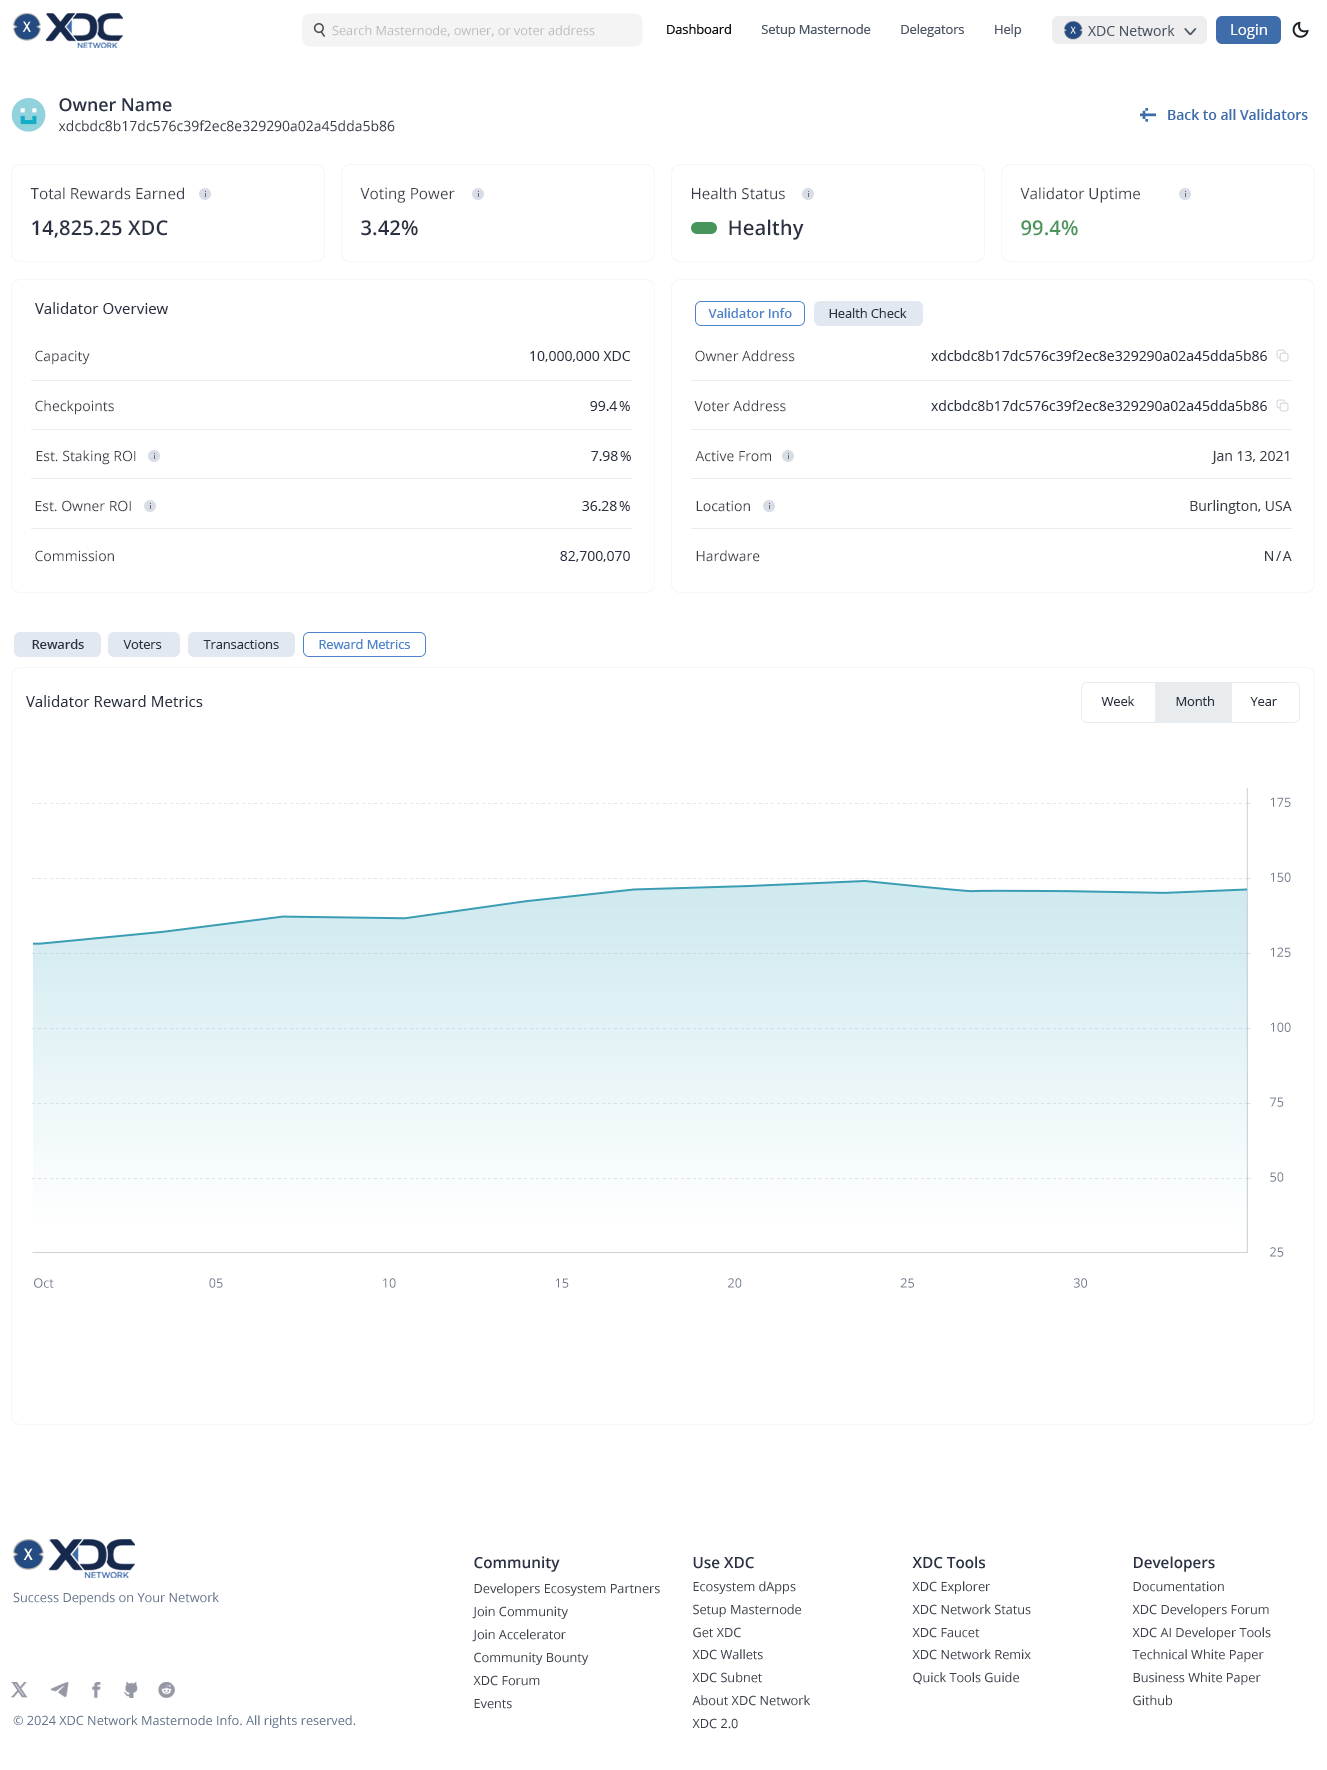 X XDC NETWORK
Search Masternode, owner, or voter address
Dashboard Setup Masternode Delegators Help
X XDC Network
Login
Owner Name
xdcbdc8b17dc576c39f2ec8e329290a02a45dda5b86
Back to all Validators
Total Rewards Earned i
14,825.25 XDC
Voting Power i
3.42%
Health Status i
Healthy
Validator Uptime i
99.4%
Validator Overview
Capacity 10,000,000 XDC
Checkpoints 99.4%
Est. Staking ROI i 7.98%
Est. Owner ROI i 36.28%
Commission 82,700,070
Validator Info Health Check
Owner Address xdcbdc8b17dc576c39f2ec8e329290a02a45dda5b86
Voter Address xdcbdc8b17dc576c39f2ec8e329290a02a45dda5b86
Active From i Jan 13, 2021
Location i Burlington, USA
Hardware N/A
Rewards Voters Transactions Reward Metrics
Validator Reward Metrics
Week Month Year
175
150
125
100
75
50
25
Oct 05 10 15 20 25 30
X XDC NETWORK
Success Depends on Your Network
© 2024 XDC Network Masternode Info. All rights reserved.
Community
Developers Ecosystem Partners
Join Community
Join Accelerator
Community Bounty
XDC Forum
Events
Use XDC
Ecosystem dApps
Setup Masternode
Get XDC
XDC Wallets
XDC Subnet
About XDC Network
XDC 2.0
XDC Tools
XDC Explorer
XDC Network Status
XDC Faucet
XDC Network Remix
Quick Tools Guide
Developers
Documentation
XDC Developers Forum
XDC AI Developer Tools
Technical White Paper
Business White Paper
Github